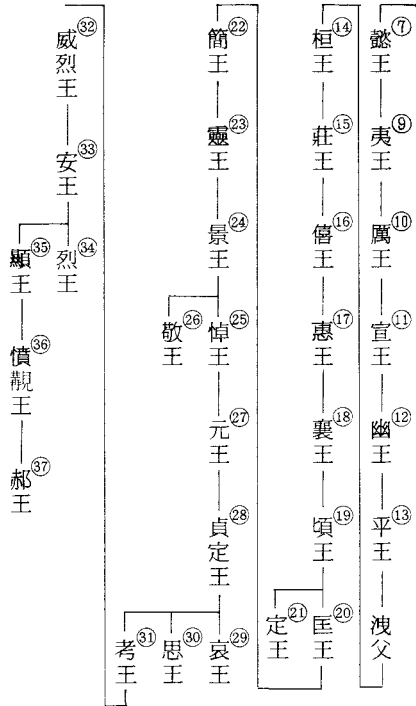 ⑦懿王
⑨夷王
⑩厲王
⑪宣王
⑫幽王
⑬平王
洩父
⑭桓王
⑮莊王
⑯僖王
⑰惠王
⑱襄王
⑲頃王
⑳匡王
㉑定王
㉒簡王
㉓靈王
㉔景王
㉕悼王
㉖敬王
㉗元王
㉘貞定王
㉙哀王
㉚思王
㉛考王
㉜威烈王
㉝安王
㉞烈王
㉟顯王
㊱慎靚王
㊲郝王